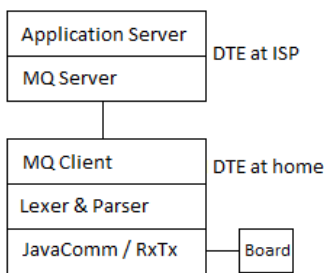 Application Server
DTE at ISP
MQ Server
MQ Client
DTE at home
Lexer & Parser
JavaComm / RxTx
Board